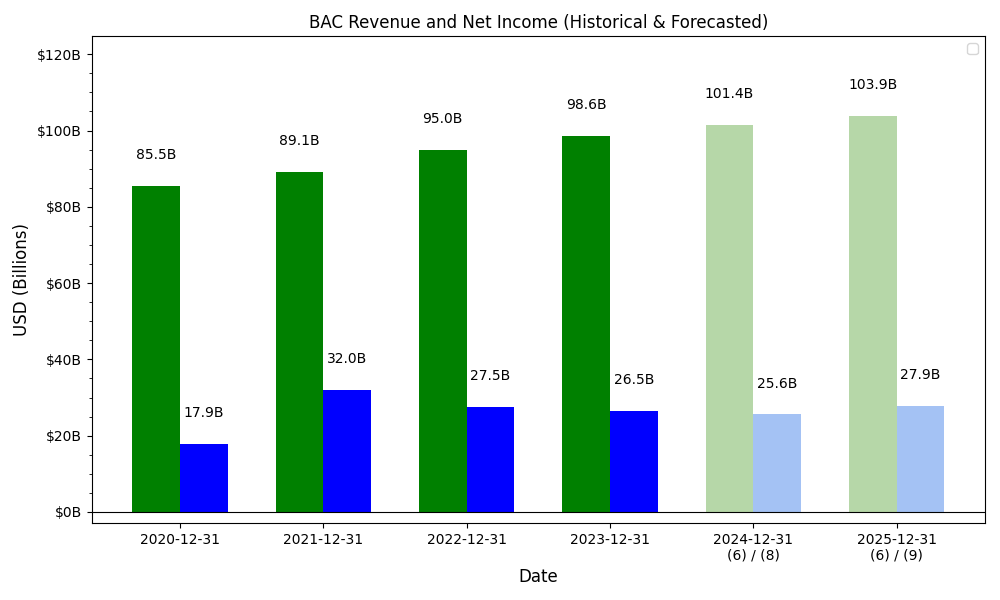 BAC Revenue and Net Income (Historical & Forecasted)
$120B
$100B
$80B
$60B
$40B
$20B
$0B
USD (Billions)
85.5B
17.9B
89.1B
32.0B
95.0B
27.5B
98.6B
26.5B
101.4B
25.6B
103.9B
27.9B
2020-12-31
2021-12-31
2022-12-31
2023-12-31
2024-12-31
(6) / (8)
2025-12-31
(6) / (9)
Date